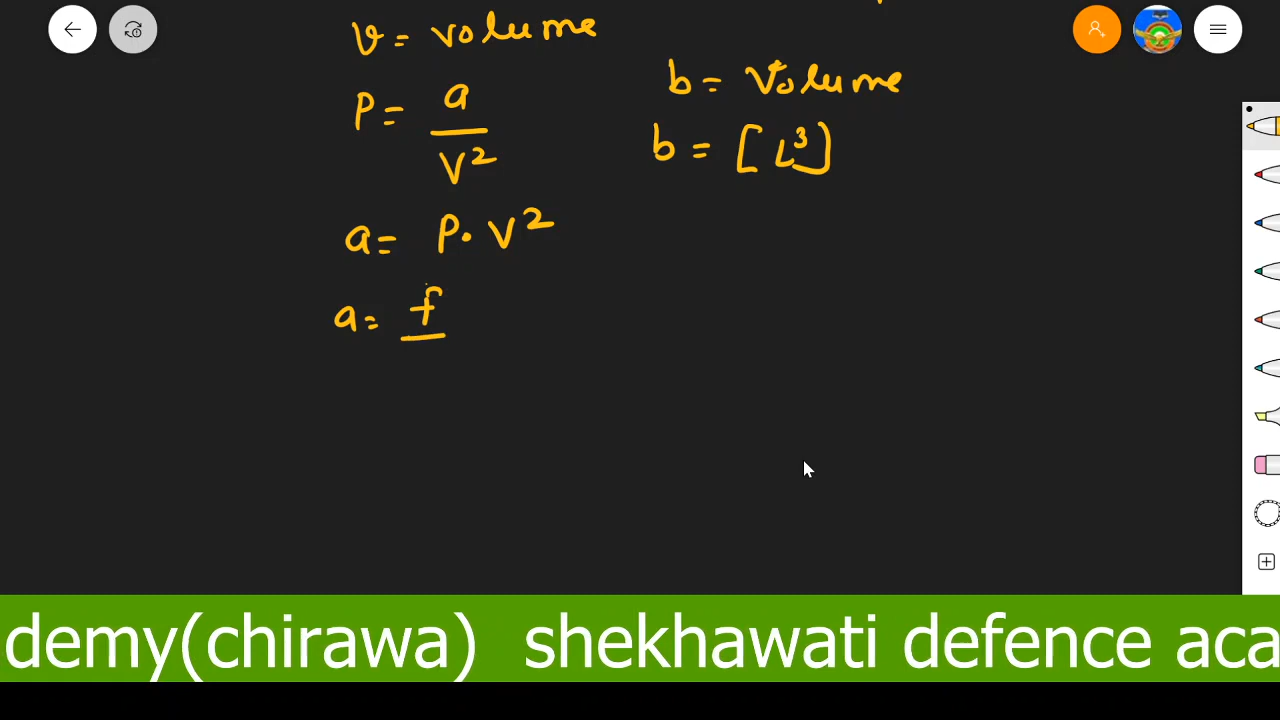 v = volume
P = a / V²
a = P. V²
a = f
b = Volume
b = [L³]
demy(chirawa) shekhawati defence aca